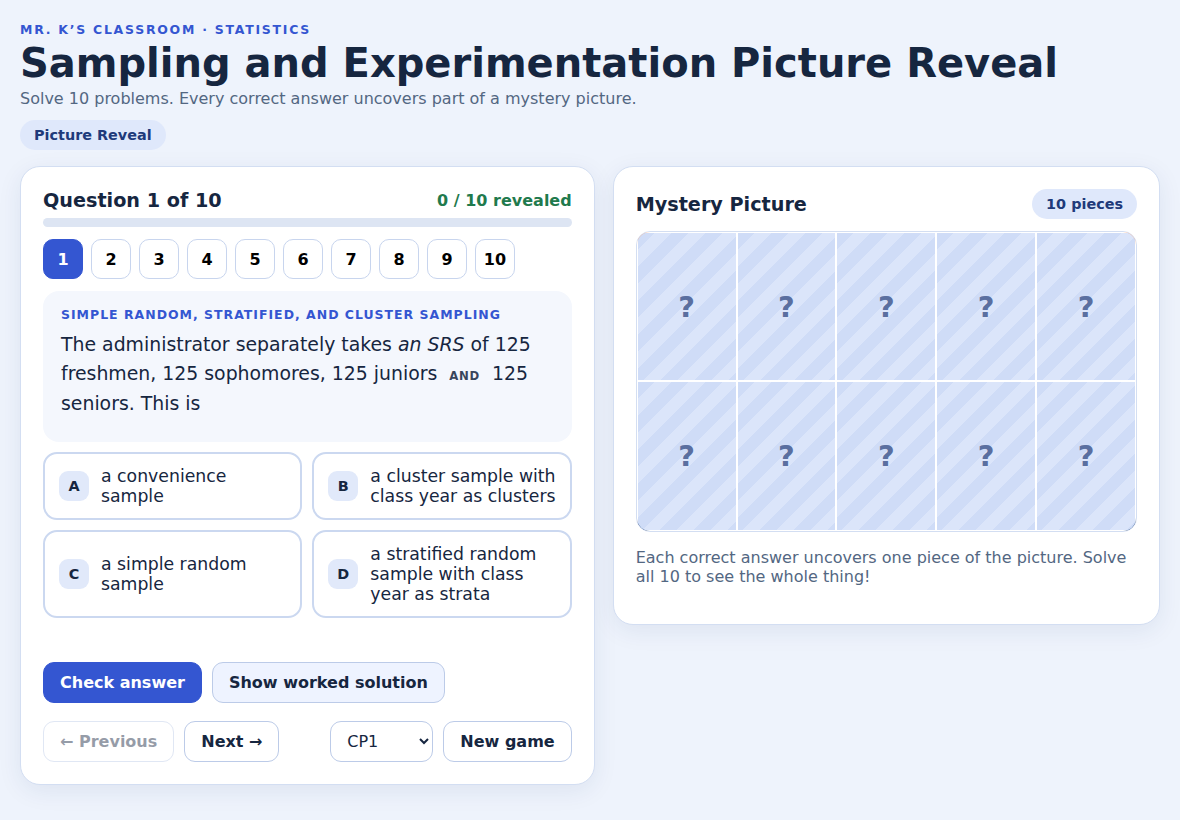 MR. K’S CLASSROOM · STATISTICS
Sampling and Experimentation Picture Reveal
Solve 10 problems. Every correct answer uncovers part of a mystery picture.
Picture Reveal
Question 1 of 10
0 / 10 revealed
1 2 3 4 5 6 7 8 9 10
SIMPLE RANDOM, STRATIFIED, AND CLUSTER SAMPLING
The administrator separately takes an SRS of 125
freshmen, 125 sophomores, 125 juniors AND 125
seniors. This is
A
a convenience
sample
B
a cluster sample with
class year as clusters
C
a simple random
sample
D
a stratified random
sample with class
year as strata
Check answer
Show worked solution
← Previous
Next →
CP1
New game
Mystery Picture
10 pieces
? ? ? ? ?
? ? ? ? ?
Each correct answer uncovers one piece of the picture. Solve
all 10 to see the whole thing!